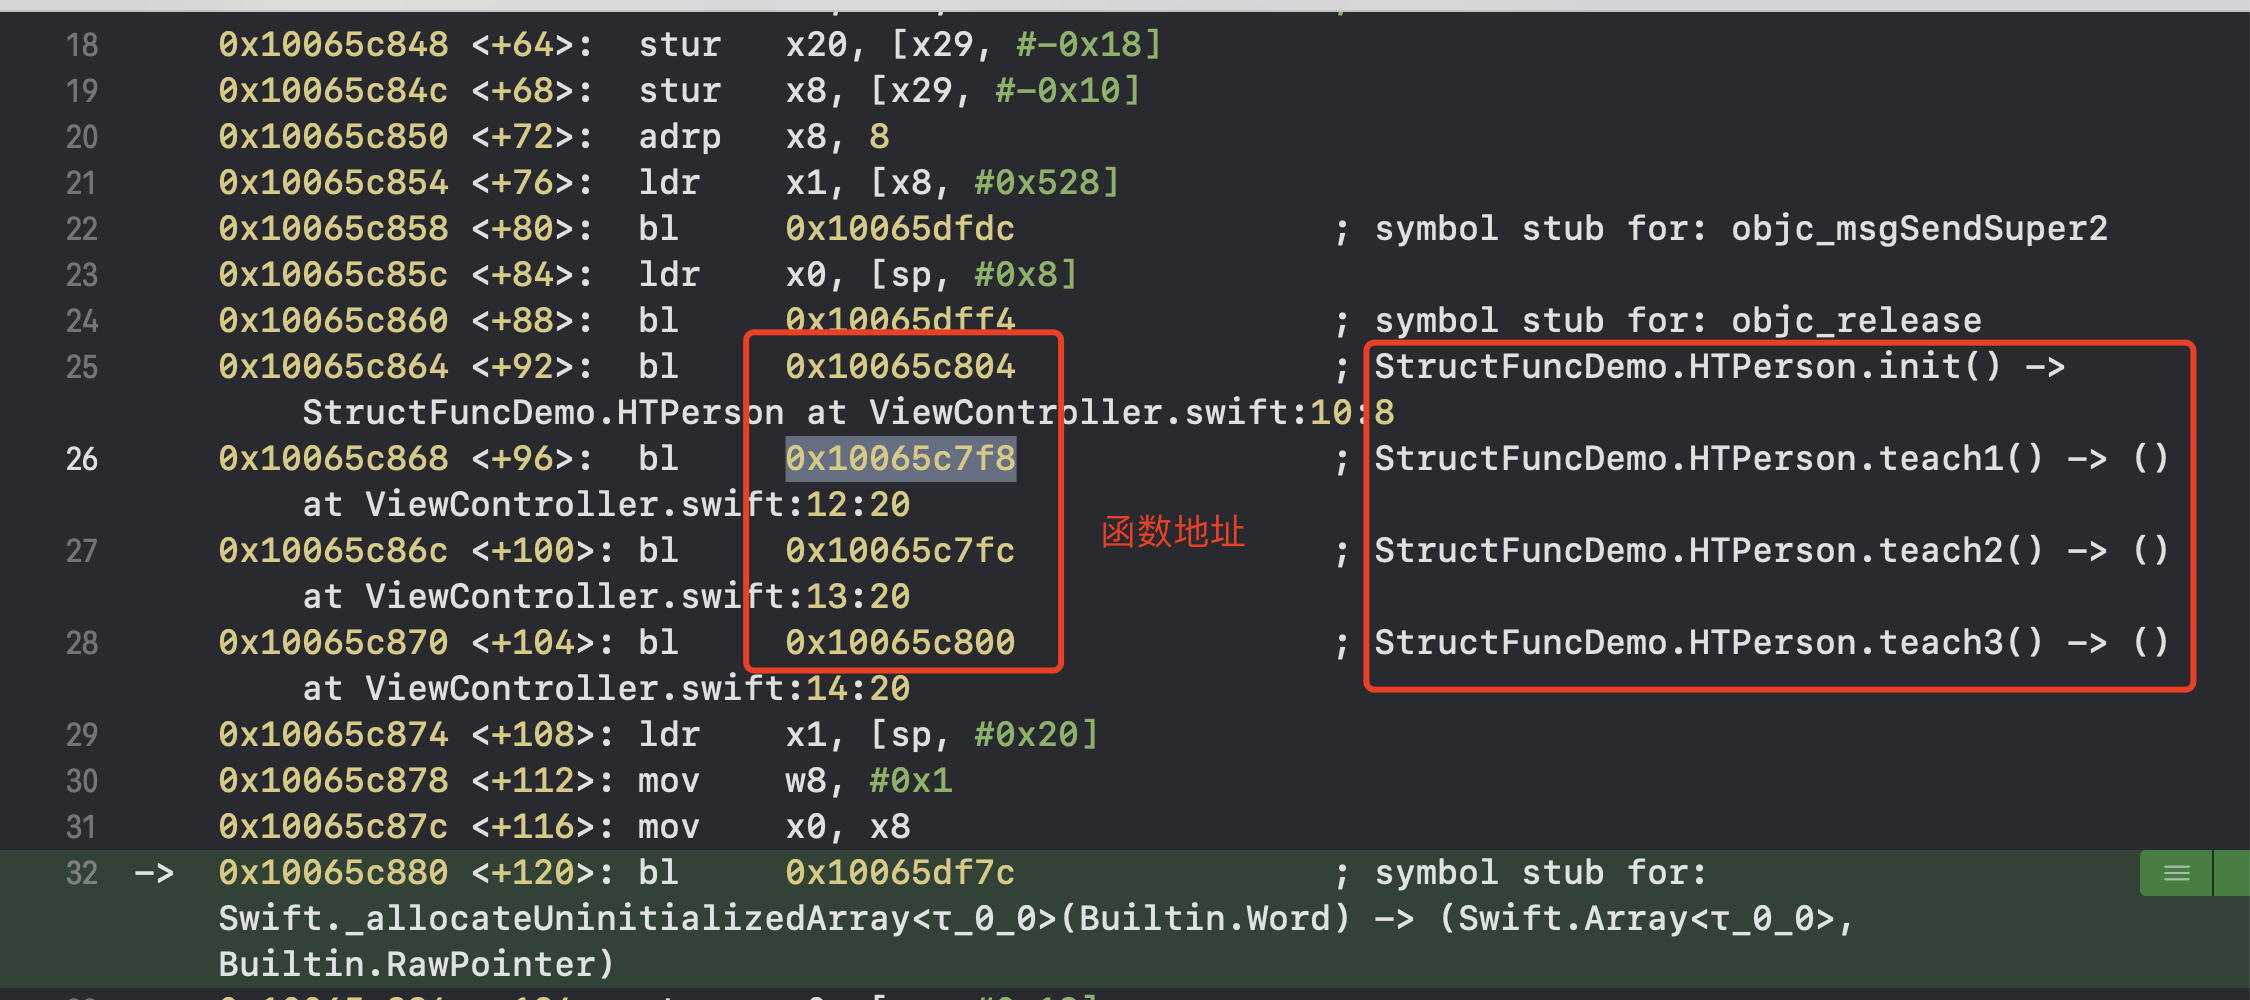 18 0x10065c848 <+64>: stur x20, [x29, #-0x18]
19 0x10065c84c <+68>: stur x8, [x29, #-0x10]
20 0x10065c850 <+72>: adrp x8, 8
21 0x10065c854 <+76>: ldr x1, [x8, #0x528]
22 0x10065c858 <+80>: bl 0x10065dfdc ; symbol stub for: objc_msgSendSuper2
23 0x10065c85c <+84>: ldr x0, [sp, #0x8]
24 0x10065c860 <+88>: bl 0x10065dff4 ; symbol stub for: objc_release
25 0x10065c864 <+92>: bl 0x10065c804 ; StructFuncDemo.HTPerson.init() ->
StructFuncDemo.HTPerson at ViewController.swift:10:8
26 0x10065c868 <+96>: bl 0x10065c7f8 ; StructFuncDemo.HTPerson.teach1() -> ()
at ViewController.swift:12:20
函数地址
27 0x10065c86c <+100>: bl 0x10065c7fc ; StructFuncDemo.HTPerson.teach2() -> ()
at ViewController.swift:13:20
28 0x10065c870 <+104>: bl 0x10065c800 ; StructFuncDemo.HTPerson.teach3() -> ()
at ViewController.swift:14:20
29 0x10065c874 <+108>: ldr x1, [sp, #0x20]
30 0x10065c878 <+112>: mov w8, #0x1
31 0x10065c87c <+116>: mov x0, x8
32 -> 0x10065c880 <+120>: bl 0x10065df7c ; symbol stub for:
Swift._allocateUninitializedArray<τ_0_0>(Builtin.Word) -> (Swift.Array<τ_0_0>,
Builtin.RawPointer)